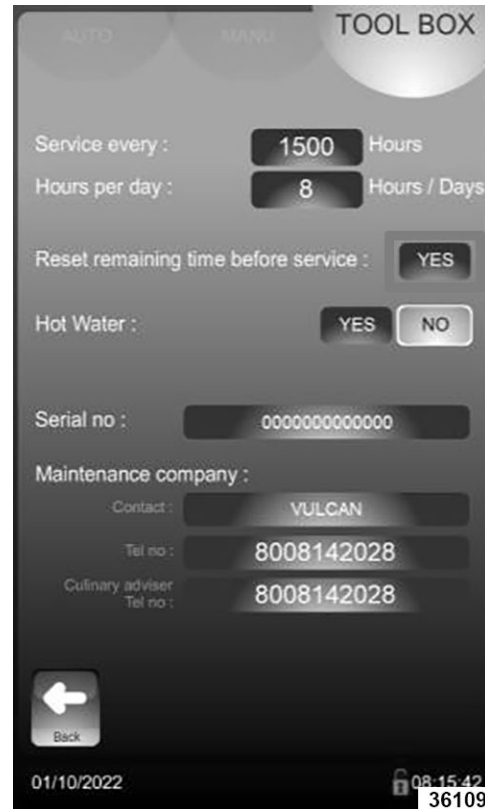 AUTO MANU TOOL BOX
Service every : 1500 Hours
Hours per day : 8 Hours / Days
Reset remaining time before service : YES
Hot Water : YES NO
Serial no : 0000000000000
Maintenance company :
Contact : VULCAN
Tel no : 8008142028
Culinary adviser
Tel no : 8008142028
Back
01/10/2022 08:15:42
36109